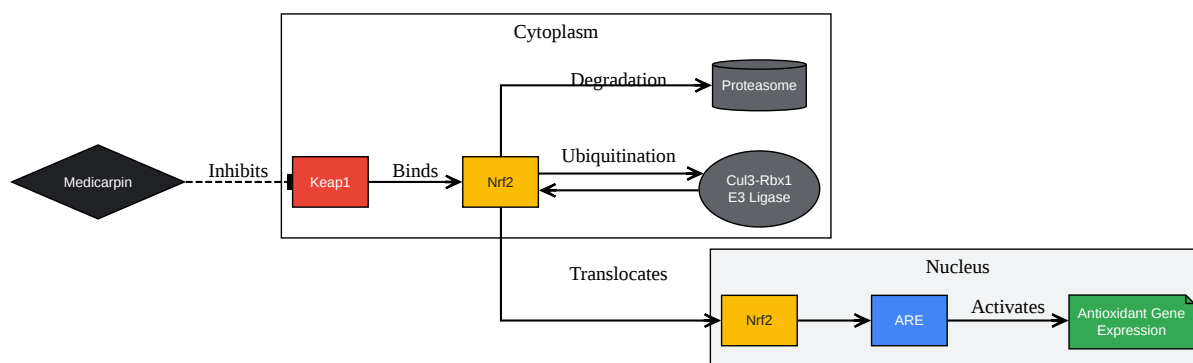 Cytoplasm
Degradation
Proteasome
Medicarpin
Inhibits
Keap1
Binds
Nrf2
Ubiquitination
Cul3-Rbx1
E3 Ligase
Translocates
Nucleus
Nrf2
ARE
Activates
Antioxidant Gene
Expression